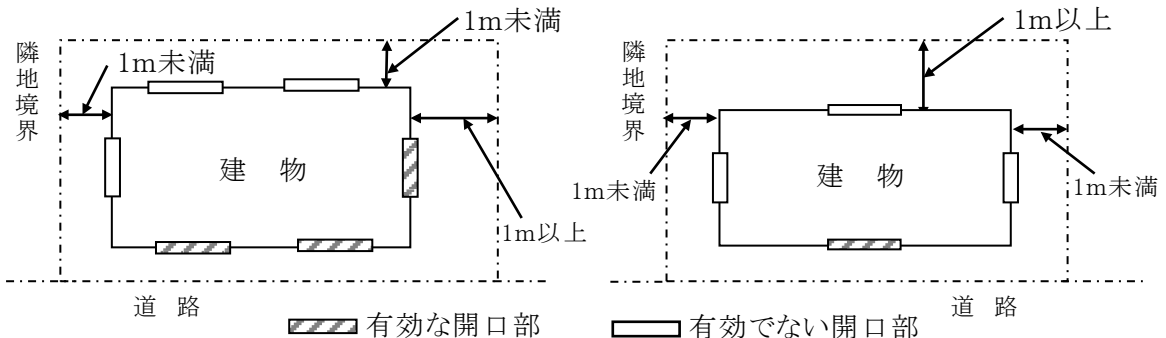 1m未満
隣地境界
1m未満
建 物
1m以上
道 路
1m以上
隣地境界
建 物
1m未満
1m未満
道 路
有効な開口部
有効でない開口部